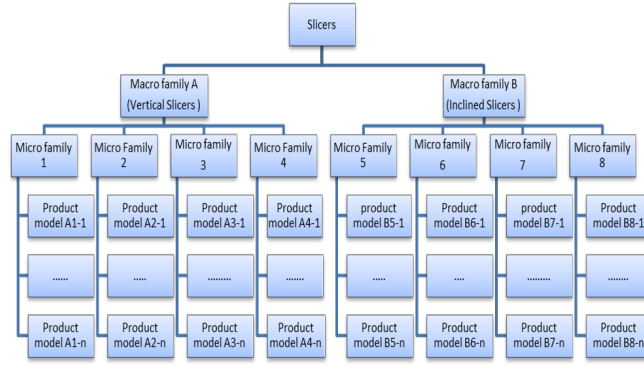 Slicers
Macro family A
(Vertical Slicers )
Macro family B
(Inclined Slicers )
Micro family
1
Micro Family
2
Micro family
3
Micro Family
4
Micro family
5
Micro family
6
Micro family
7
Micro family
8
Product
model A1-1
Product
model A2-1
Product
model A3-1
Product
model A4-1
product
model B5-1
Product
model B6-1
product
model B7-1
Product
model B8-1
......
.....
.........
.......
.....
....
.........
........
Product
model A1-n
Product
model A2-n
Product
model A3-n
Product
model A4-n
Product
model B5-n
Product
model B6-n
Product
model B7-n
Product
model B8-n